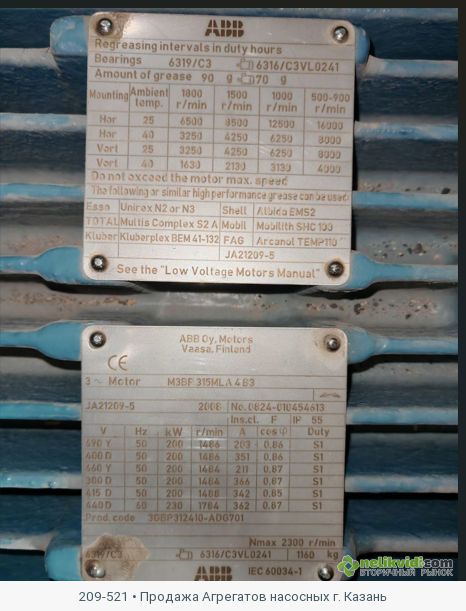 ABB
Regreasing intervals in duty hours
Bearings 6319/C3 6316/C3VL0241
Amount of grease 90 g 70 g
Mounting Ambient temp. 1800 r/min 1500 r/min 1000 r/min 500-900 r/min
Hor 25 6500 8500 12500 16000
Hor 40 3250 4250 6250 8000
Vert 25 3250 4250 6250 8000
Vert 40 1630 2130 3130 4000
Do not exceed the motor max. speed
The following or similar high performance grease can be used:
Esso Unirex N2 or N3 Shell Albida EMS2
TOTAL Multis Complex S2 A Mobil Mobilith SHC 100
Kluber Kluberplex BEM 41-132 FAG Arcanol TEMP110
JA21209-5
See the "Low Voltage Motors Manual"
ABB Oy, Motors
Vaasa, Finland
CE
3~ Motor M3BP 315MLA 4 B3
JA21209-5 2008 No. 0824-010454613
Ins.cl. F IP 55
V Hz kW r/min A cos φ Duty
690 Y 50 200 1486 203 0.86 S1
400 D 50 200 1486 351 0.86 S1
660 Y 50 200 1484 211 0.87 S1
380 D 50 200 1484 366 0.87 S1
415 D 50 200 1488 342 0.85 S1
440 D 60 230 1784 362 0.87 S1
Prod. code 3GBP312410-ADG701
Nmax 2300 r/min
6319/C3 6316/C3VL0241 1160 kg
ABB IEC 60034-1
nelikvidi.com
ВТОРИЧНЫЙ РЫНОК
209-521 • Продажа Агрегатов насосных г. Казань